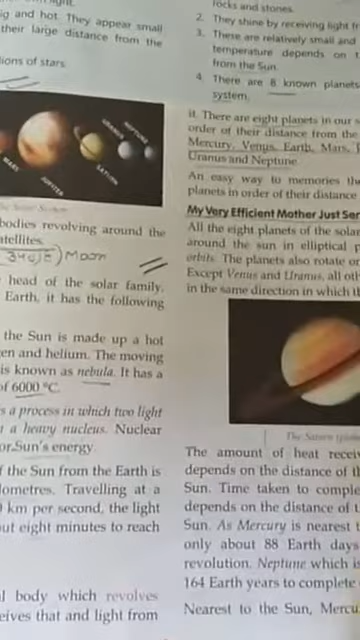 ig and hot. They appear small
their large distance from the
lions of stars
MARS
JUPITER
SATURN
URANUS
NEPTUNE
bodies revolving around the
atellites.
Moon
head of the solar family.
Earth, it has the following
the Sun is made up a hot
en and helium. The moving
is known as nebula. It has a
of 6000 °C.
s a process in which two light
a heavy nucleus. Nuclear
or Sun's energy
f the Sun from the Earth is
lometres. Travelling at a
km per second, the light
out eight minutes to reach
l body which revolves
eives that and light from
rocks and stones.
2. They shine by receiving light fr
3. These are relatively small and
temperature depends on t
from the Sun.
4. There are 8 known planets
system.
it. There are eight planets in our s
order of their distance from the
Mercury, Venus, Earth, Mars,
Uranus and Neptune
An easy way to memories the
planets in order of their distance
My Very Efficient Mother Just Ser
All the eight planets of the solar
around the sun in elliptical p
orbits. The planets also rotate on
Except Venus and Uranus, all oth
in the same direction in which th
The Saturn
The amount of heat receiv
depends on the distance of th
Sun. Time taken to comple
depends on the distance of t
Sun. As Mercury is nearest t
only about 88 Earth days
revolution. Neptune which is
164 Earth years to complete
Nearest to the Sun, Mercu